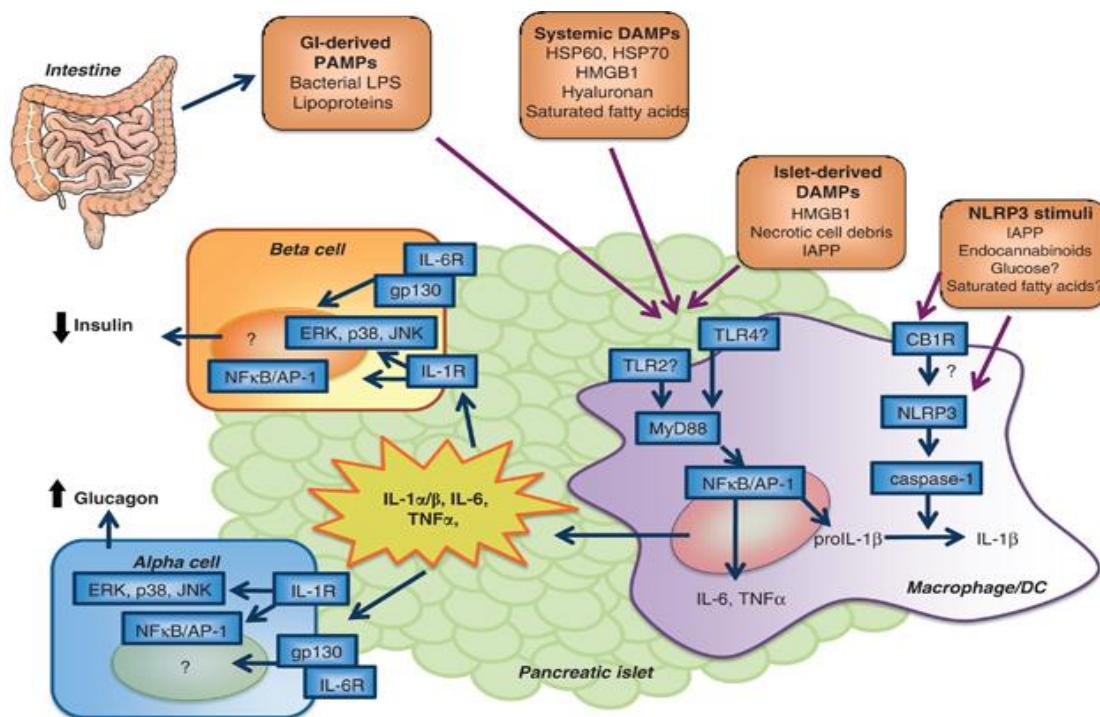 Intestine
GI-derived
PAMPs
Bacterial LPS
Lipoproteins
Systemic DAMPs
HSP60, HSP70
HMGB1
Hyaluronan
Saturated fatty acids
Islet-derived
DAMPs
HMGB1
Necrotic cell debris
IAPP
NLRP3 stimuli
IAPP
Endocannabinoids
Glucose?
Saturated fatty acids?
Beta cell
IL-6R
gp130
ERK, p38, JNK
?
IL-1R
NFκB/AP-1
Insulin
TLR4?
TLR2?
MyD88
NFκB/AP-1
proIL-1β
IL-6, TNFα
CB1R
?
NLRP3
caspase-1
IL-1β
Macrophage/DC
IL-1α/β, IL-6,
TNFα,
Glucagon
Alpha cell
ERK, p38, JNK
IL-1R
NFκB/AP-1
?
gp130
IL-6R
Pancreatic islet